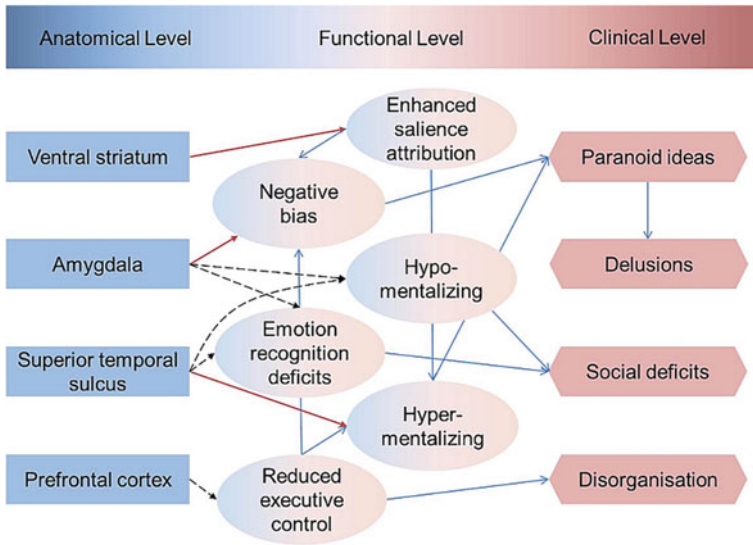 Anatomical Level
Functional Level
Clinical Level
Ventral striatum
Enhanced
salience
attribution
Paranoid ideas
Negative
bias
Amygdala
Hypo-
mentalizing
Delusions
Superior temporal
sulcus
Emotion
recognition
deficits
Social deficits
Hyper-
mentalizing
Prefrontal cortex
Reduced
executive
control
Disorganisation